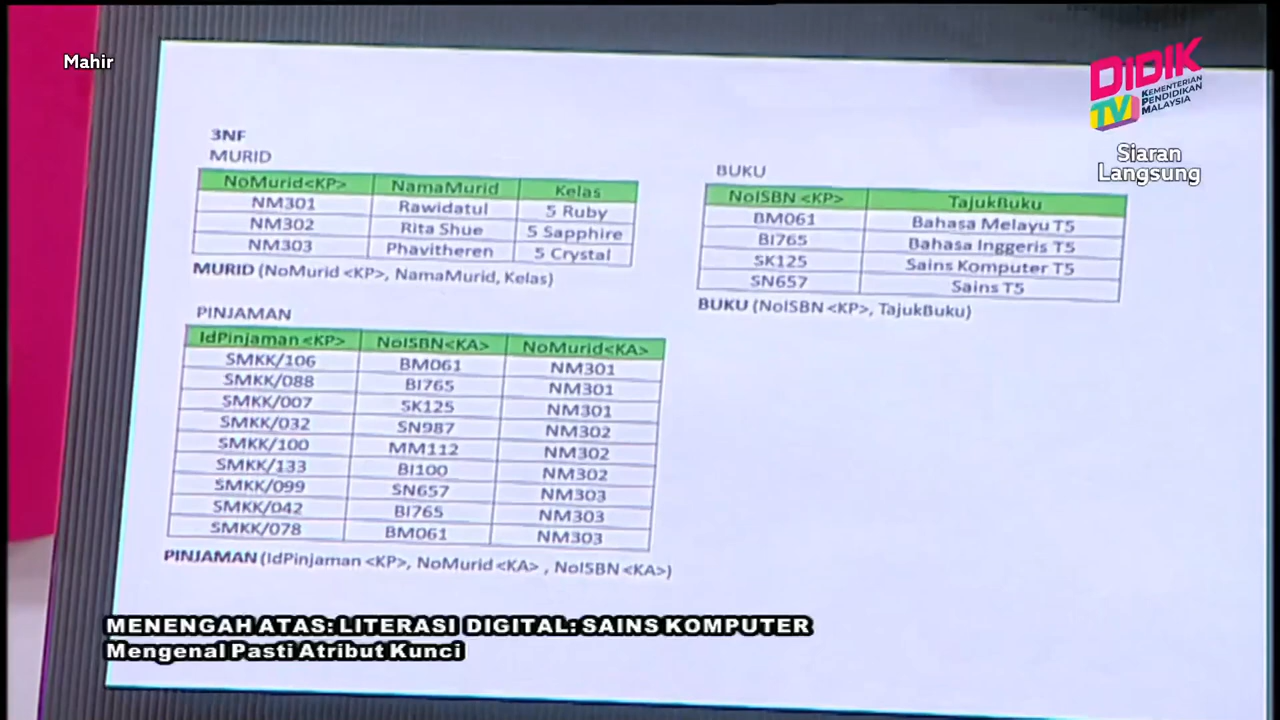 Mahir
DIDIK
TV
KEMENTERIAN
PENDIDIKAN
MALAYSIA
Siaran
Langsung
3NF
MURID
NoMurid<KP> NamaMurid Kelas
NM301 Rawidatul 5 Ruby
NM302 Rita Shue 5 Sapphire
NM303 Phavitheren 5 Crystal
MURID (NoMurid <KP>, NamaMurid, Kelas)
BUKU
NoISBN <KP> TajukBuku
BM061 Bahasa Melayu T5
BI765 Bahasa Inggeris T5
SK125 Sains Komputer T5
SN657 Sains T5
BUKU (NoISBN <KP>, TajukBuku)
PINJAMAN
IdPinjaman <KP> NoISBN<KA> NoMurid<KA>
SMKK/106 BM061 NM301
SMKK/088 BI765 NM301
SMKK/007 SK125 NM301
SMKK/032 SN987 NM302
SMKK/100 MM112 NM302
SMKK/133 BI100 NM302
SMKK/099 SN657 NM303
SMKK/042 BI765 NM303
SMKK/078 BM061 NM303
PINJAMAN (IdPinjaman <KP>, NoMurid <KA> , NoISBN <KA>)
MENENGAH ATAS: LITERASI DIGITAL: SAINS KOMPUTER
Mengenal Pasti Atribut Kunci